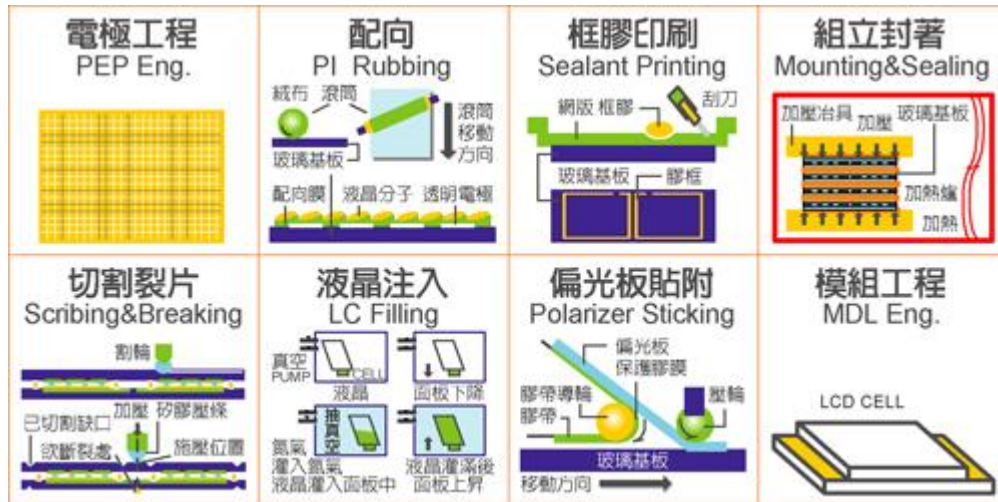 電極工程
PEP Eng.
配向
PI Rubbing
絨布 滾筒
滾筒
移動
方向
玻璃基板
配向膜 液晶分子 透明電極
框膠印刷
Sealant Printing
網版 框膠 刮刀
玻璃基板 膠框
組立封著
Mounting&Sealing
加壓冶具 加壓 玻璃基板
加熱爐
加熱
切割裂片
Scribing&Breaking
割輪
加壓 矽膠壓條
已切割缺口
欲斷裂處 施壓位置
液晶注入
LC Filling
真空
PUMP
CELL
液晶 面板下降
抽
真
空
氮氣
灌入氮氣 液晶灌滿後
液晶灌入面板中 面板上昇
偏光板貼附
Polarizer Sticking
偏光板
保護膠膜
膠帶導輪 壓輪
膠帶
玻璃基板
移動方向
模組工程
MDL Eng.
LCD CELL